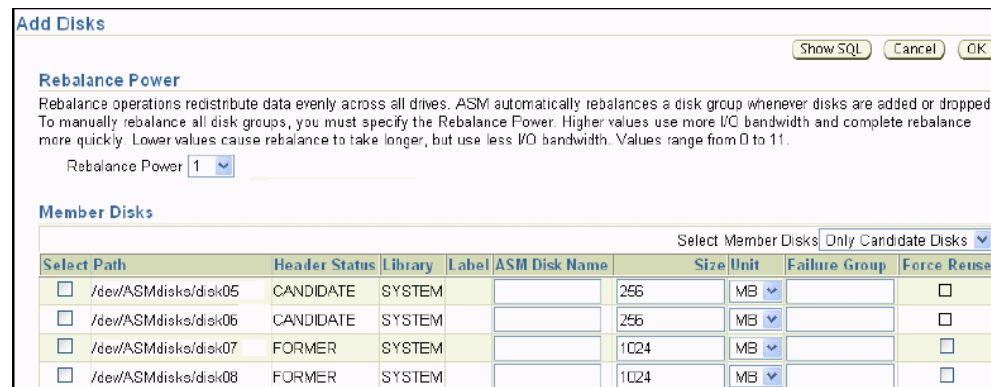 Add Disks
Show SQL Cancel OK
Rebalance Power
Rebalance operations redistribute data evenly across all drives. ASM automatically rebalances a disk group whenever disks are added or dropped
To manually rebalance all disk groups, you must specify the Rebalance Power. Higher values use more I/O bandwidth and complete rebalance
more quickly. Lower values cause rebalance to take longer, but use less I/O bandwidth. Values range from 0 to 11.
Rebalance Power 1
Member Disks
Select Member Disks Only Candidate Disks
Select Path Header Status Library Label ASM Disk Name Size Unit Failure Group Force Reuse
/dev/ASMdisks/disk05 CANDIDATE SYSTEM 256 MB
/dev/ASMdisks/disk06 CANDIDATE SYSTEM 256 MB
/dev/ASMdisks/disk07 FORMER SYSTEM 1024 MB
/dev/ASMdisks/disk08 FORMER SYSTEM 1024 MB